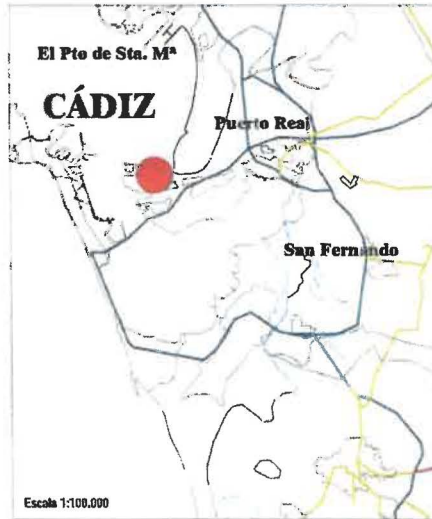 El Pto de Sta. Mª
CÁDIZ
Puerto Real
San Fernando
Escala 1:100.000